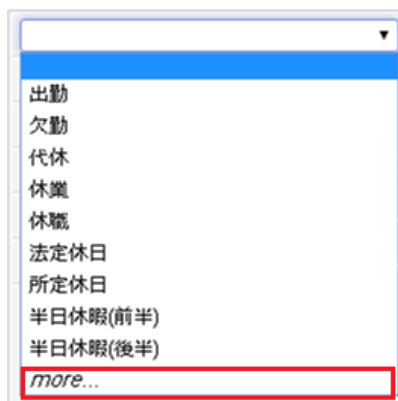 出勤
欠勤
代休
休業
休職
法定休日
所定休日
半日休暇(前半)
半日休暇(後半)
more...